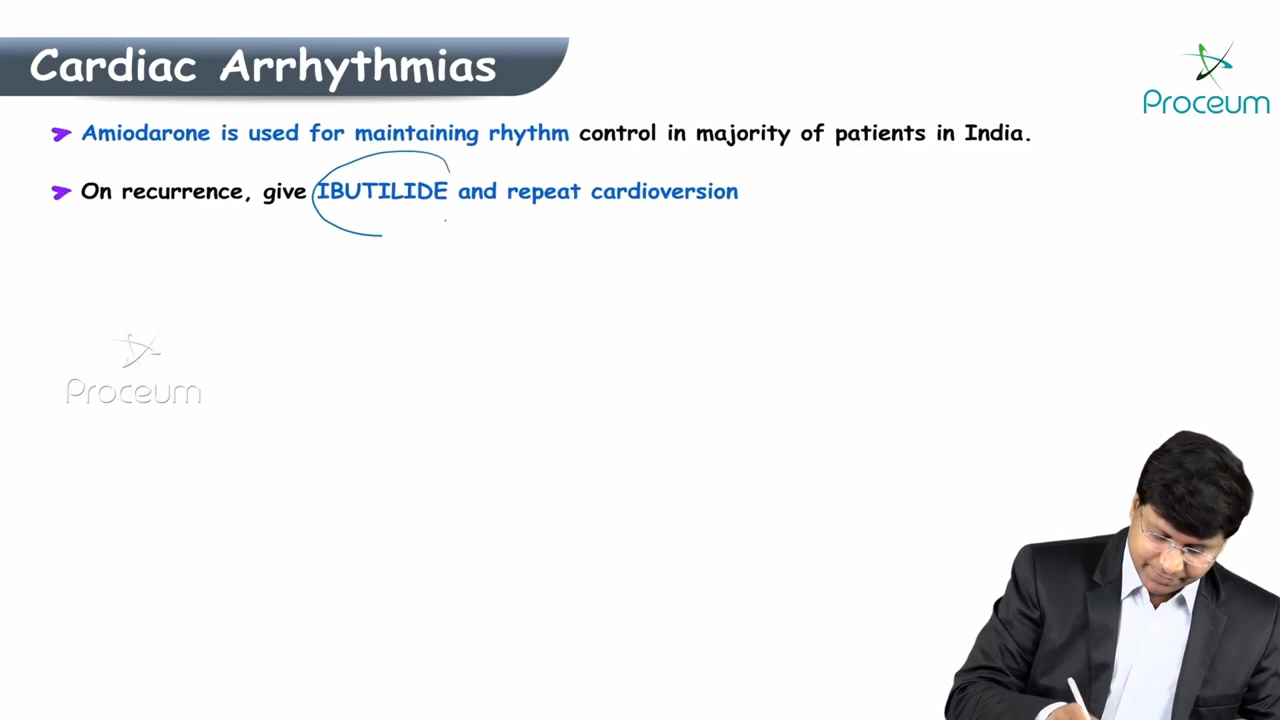 Cardiac Arrhythmias
Proceum
Amiodarone is used for maintaining rhythm control in majority of patients in India.
On recurrence, give IBUTILIDE and repeat cardioversion
Proceum